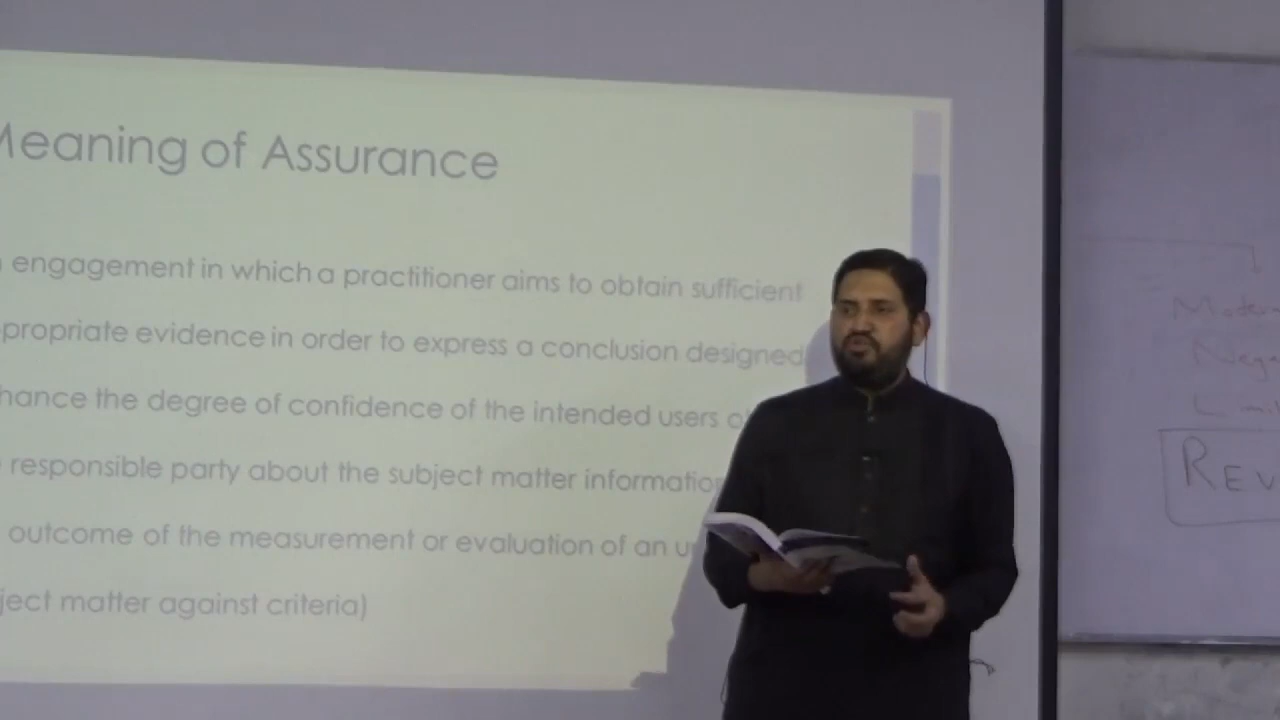 Meaning of Assurance
engagement in which a practitioner aims to obtain sufficient
propriate evidence in order to express a conclusion designed
hance the degree of confidence of the intended users
responsible party about the subject matter information
outcome of the measurement or evaluation of an
ject matter against criteria)
REV